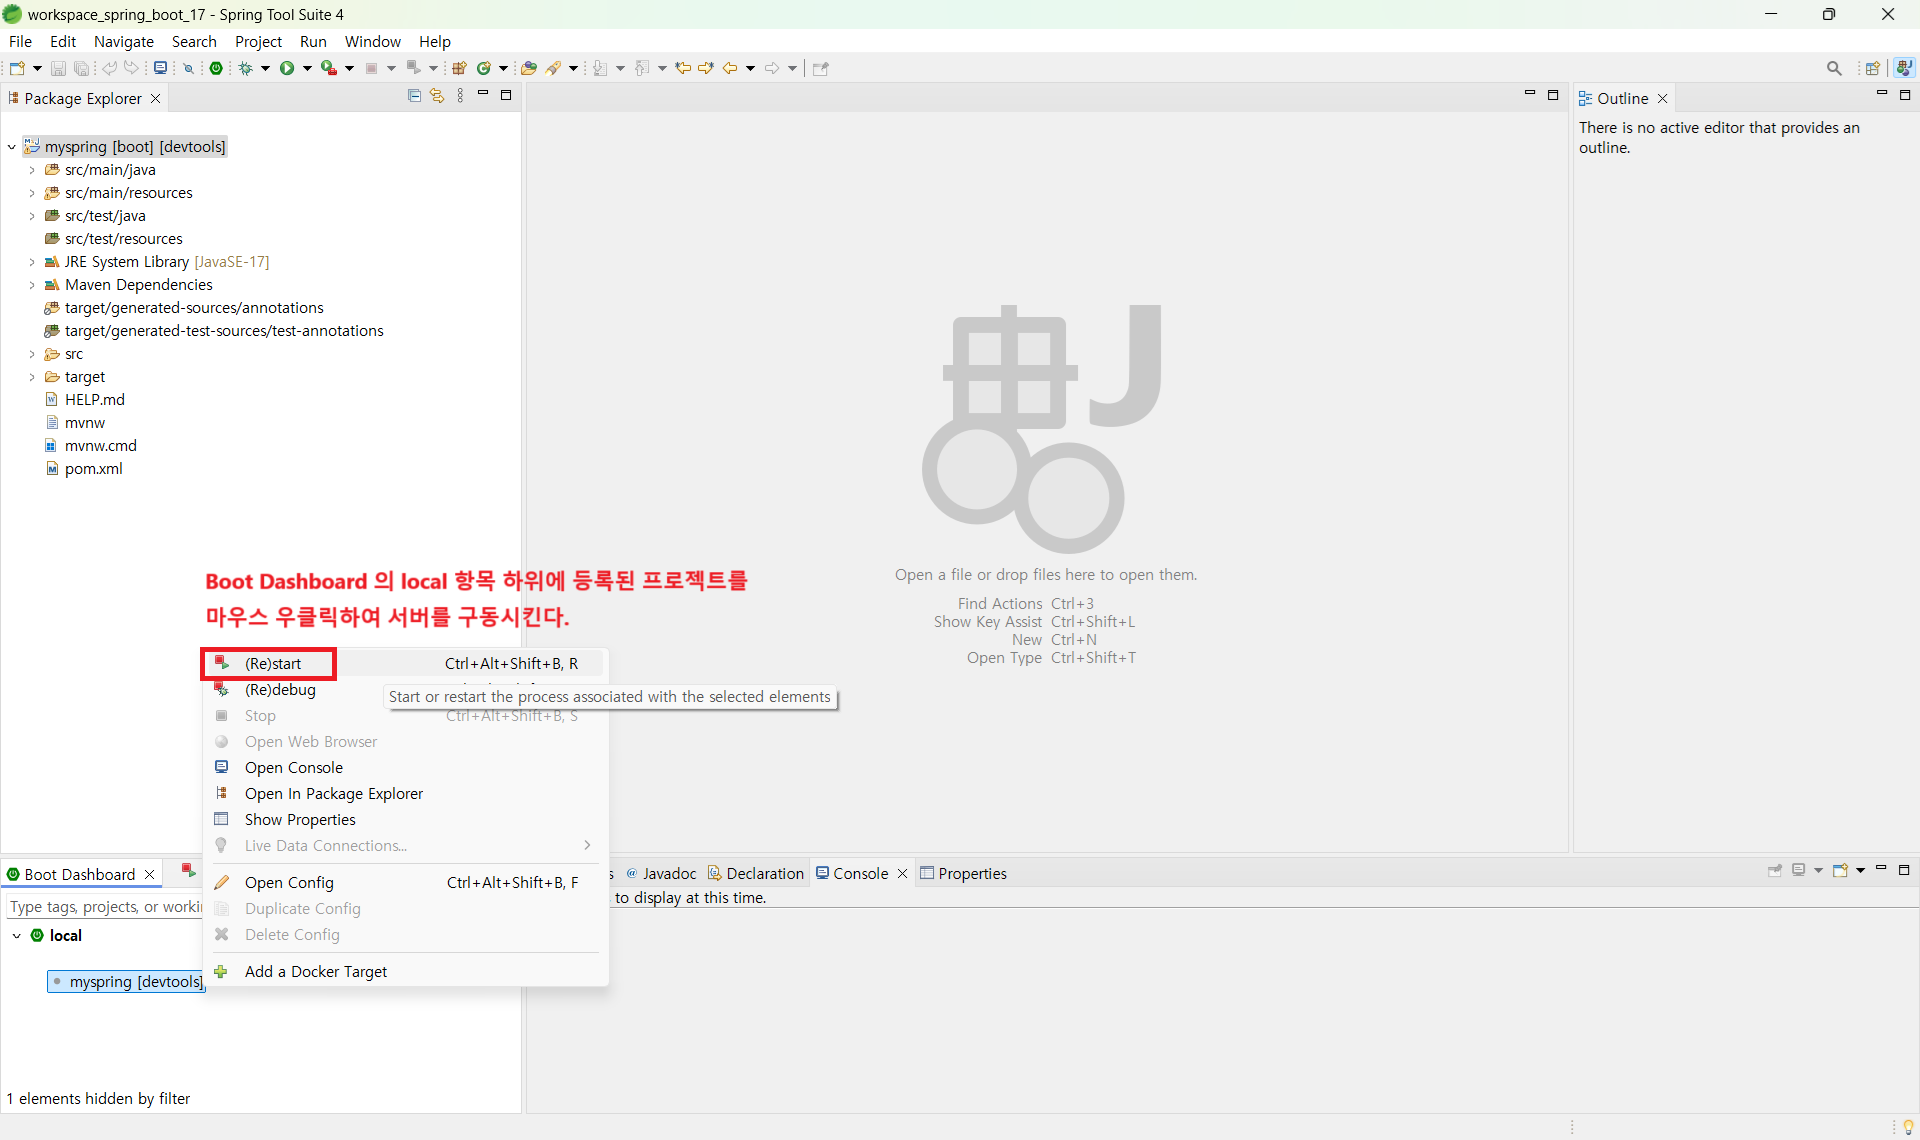 workspace_spring_boot_17 - Spring Tool Suite 4
File Edit Navigate Search Project Run Window Help
Package Explorer
myspring [boot] [devtools]
src/main/java
src/main/resources
src/test/java
src/test/resources
JRE System Library [JavaSE-17]
Maven Dependencies
target/generated-sources/annotations
target/generated-test-sources/test-annotations
src
target
HELP.md
mvnw
mvnw.cmd
pom.xml
Outline
There is no active editor that provides an
outline.
Open a file or drop files here to open them.
Find Actions Ctrl+3
Show Key Assist Ctrl+Shift+L
New Ctrl+N
Open Type Ctrl+Shift+T
Boot Dashboard 의 local 항목 하위에 등록된 프로젝트를
마우스 우클릭하여 서버를 구동시킨다.
(Re)start Ctrl+Alt+Shift+B, R
(Re)debug
Start or restart the process associated with the selected elements
Stop Ctrl+Alt+Shift+B, S
Open Web Browser
Open Console
Open In Package Explorer
Show Properties
Live Data Connections...
Open Config Ctrl+Alt+Shift+B, F
Duplicate Config
Delete Config
Add a Docker Target
Boot Dashboard
Type tags, projects, or
local
myspring [devtools]
1 elements hidden by filter
Javadoc Declaration Console Properties
to display at this time.